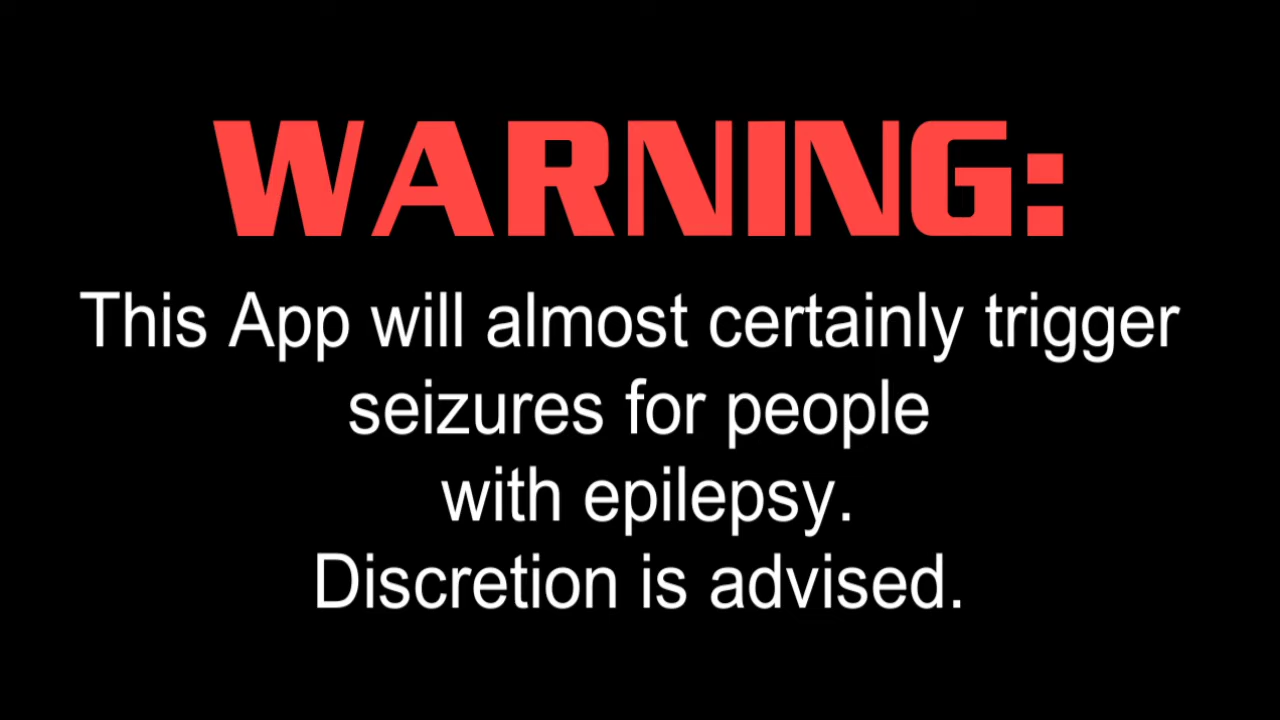 WARNING:
This App will almost certainly trigger
seizures for people
with epilepsy.
Discretion is advised.